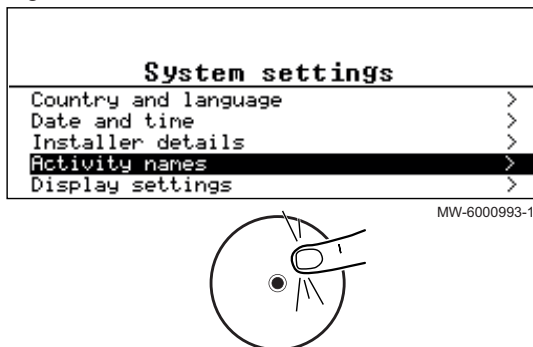 System settings
Country and language >
Date and time >
Installer details >
Activity names >
Display settings >
MW-6000993-1